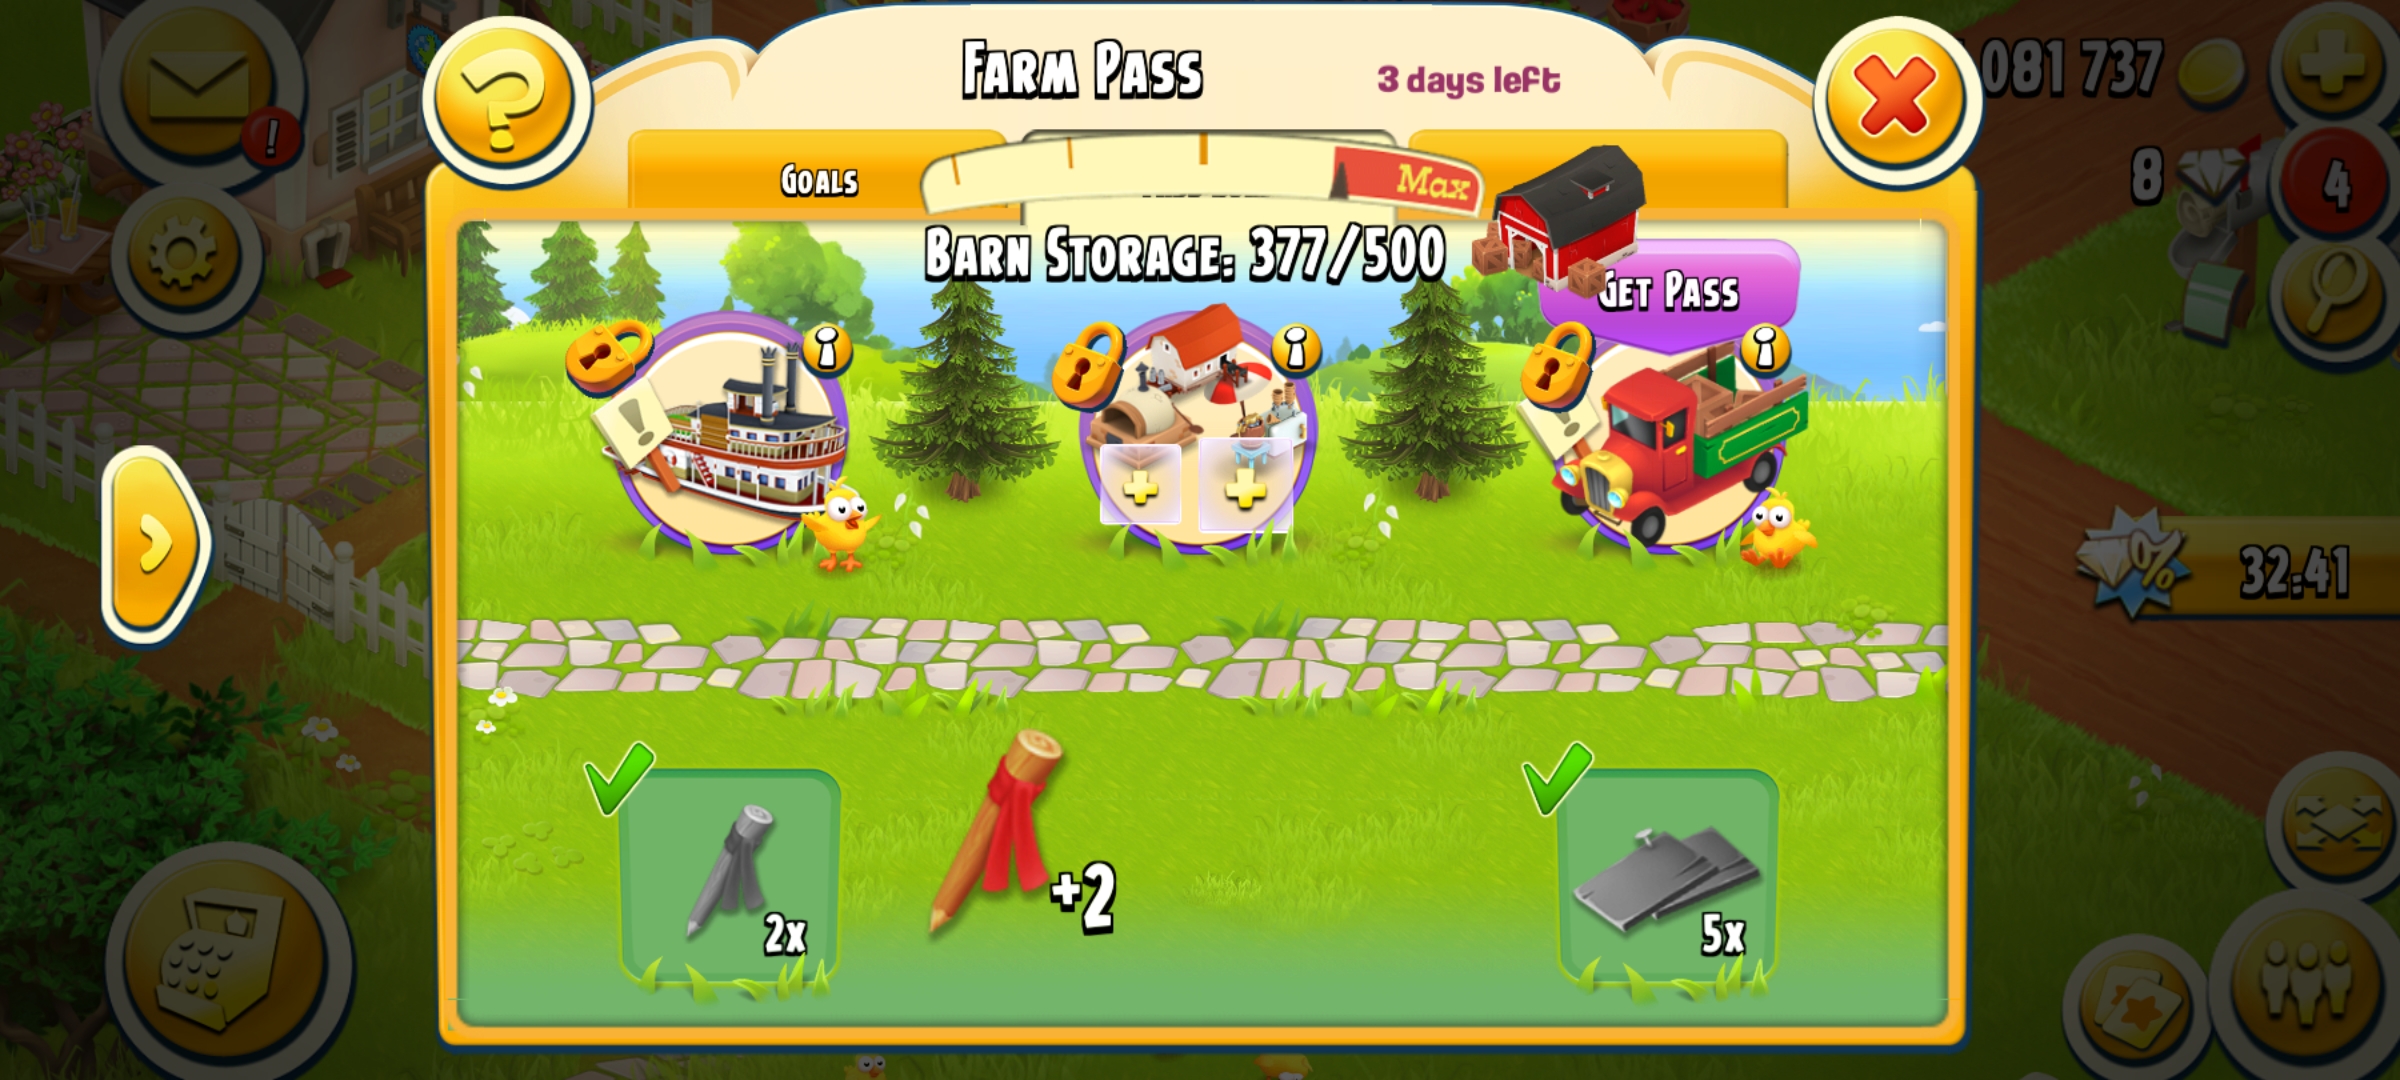 FARM PASS
3 days left
081 737
GOALS
Max
BARN STORAGE: 377/500
8
4
GET PASS
0%
32:41
2x
+2
5x